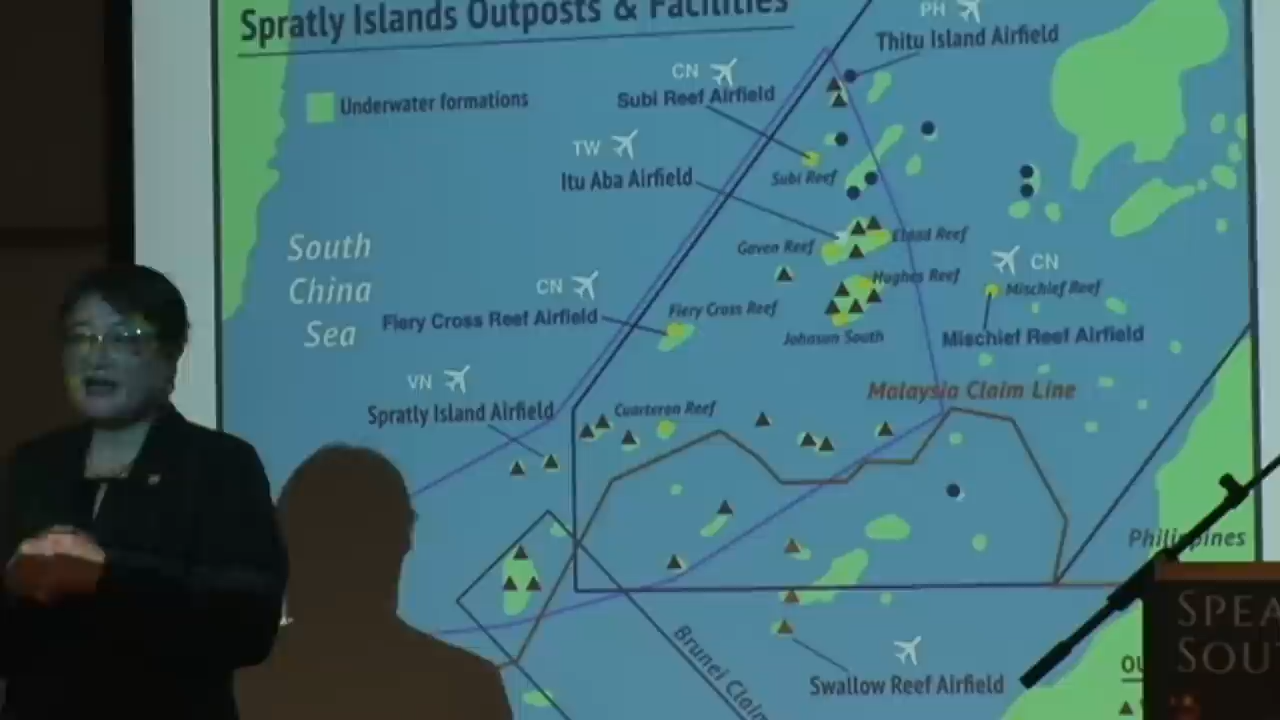 Spratly Islands Outposts & Facilities
PH
Thitu Island Airfield
CN
Subi Reef Airfield
Underwater formations
TW
Itu Aba Airfield
Subi Reef
South
China
Sea
Gaven Reef
Eldad Reef
CN
Hughes Reef
Mischief Reef
CN
Fiery Cross Reef Airfield
Fiery Cross Reef
Johnson South
Mischief Reef Airfield
VN
Spratly Island Airfield
Cuarteron Reef
Malaysia Claim Line
Philippines
Brunei Claim
Swallow Reef Airfield
SPEA
SOU
OU